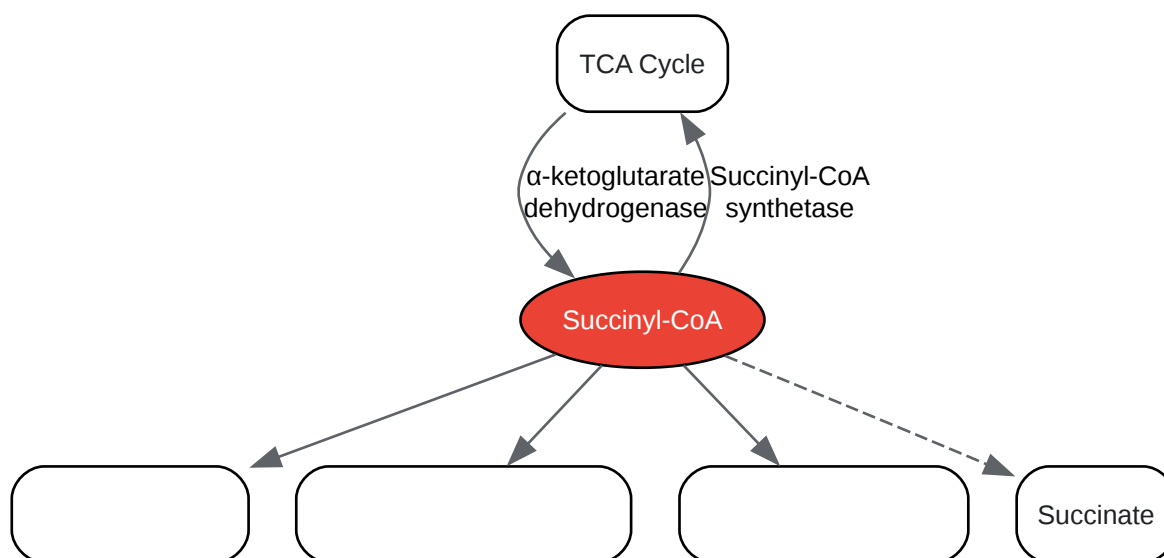 TCA Cycle
α-ketoglutarate
dehydrogenase
Succinyl-CoA
synthetase
Succinyl-CoA
Succinate